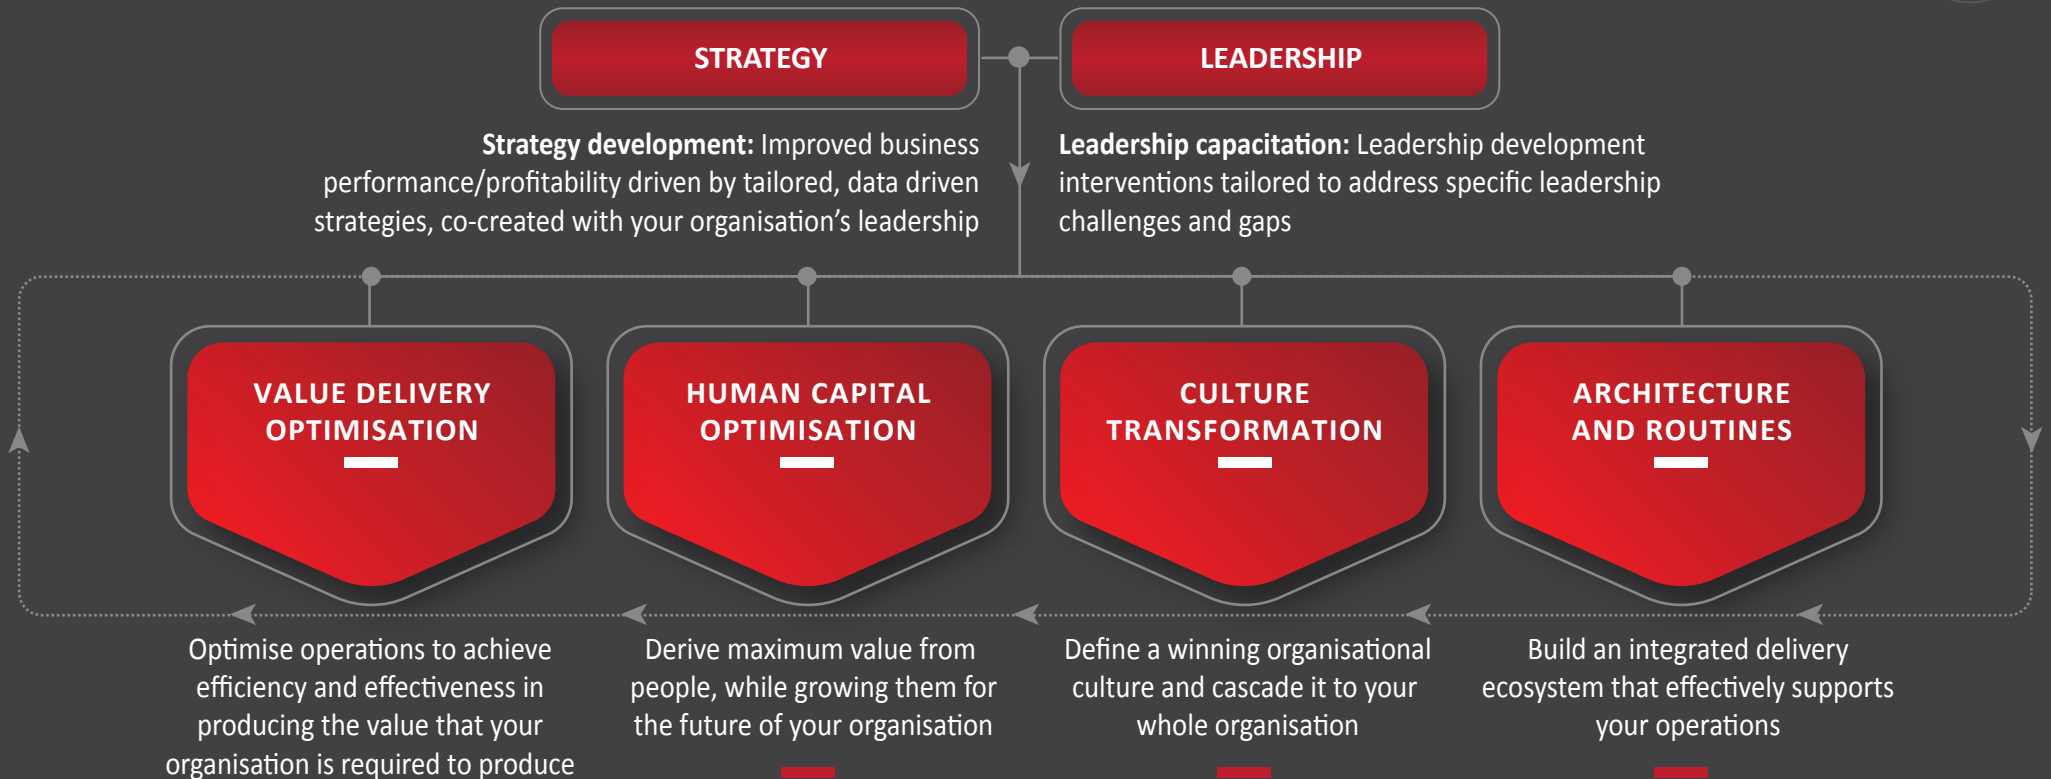 STRATEGY
LEADERSHIP
Strategy development: Improved business
performance/profitability driven by tailored, data driven
strategies, co-created with your organisation's leadership
Leadership capacitation: Leadership development
interventions tailored to address specific leadership
challenges and gaps
VALUE DELIVERY
OPTIMISATION
HUMAN CAPITAL
OPTIMISATION
CULTURE
TRANSFORMATION
ARCHITECTURE
AND ROUTINES
Optimise operations to achieve
efficiency and effectiveness in
producing the value that your
organisation is required to produce
Derive maximum value from
people, while growing them for
the future of your organisation
Define a winning organisational
culture and cascade it to your
whole organisation
Build an integrated delivery
ecosystem that effectively supports
your operations